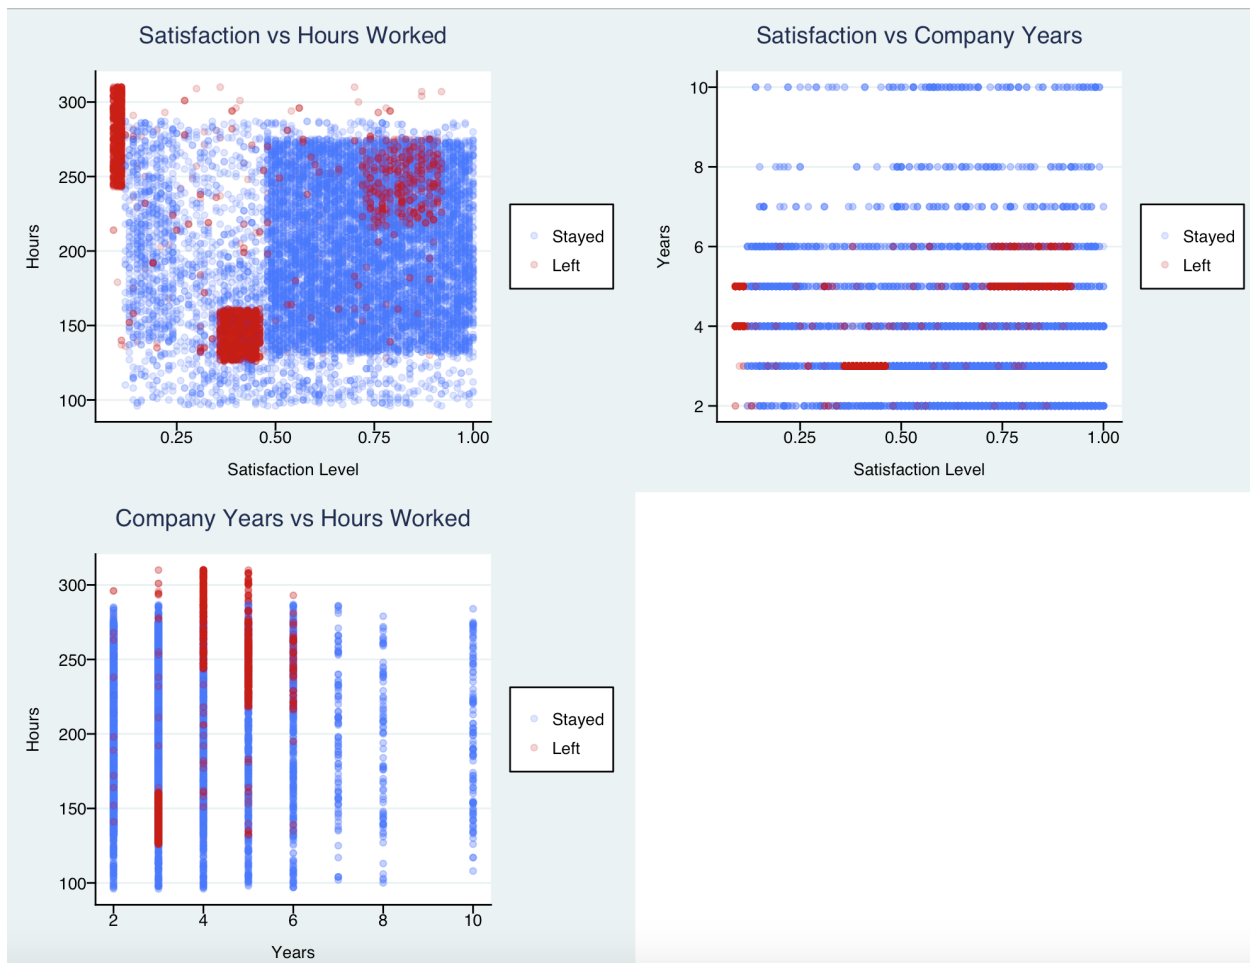 Satisfaction vs Hours Worked
300
250
200
150
100
Hours
0.25 0.50 0.75 1.00
Satisfaction Level
Stayed
Left
Satisfaction vs Company Years
10
8
6
4
2
Years
0.25 0.50 0.75 1.00
Satisfaction Level
Stayed
Left
Company Years vs Hours Worked
300
250
200
150
100
Hours
2 4 6 8 10
Years
Stayed
Left